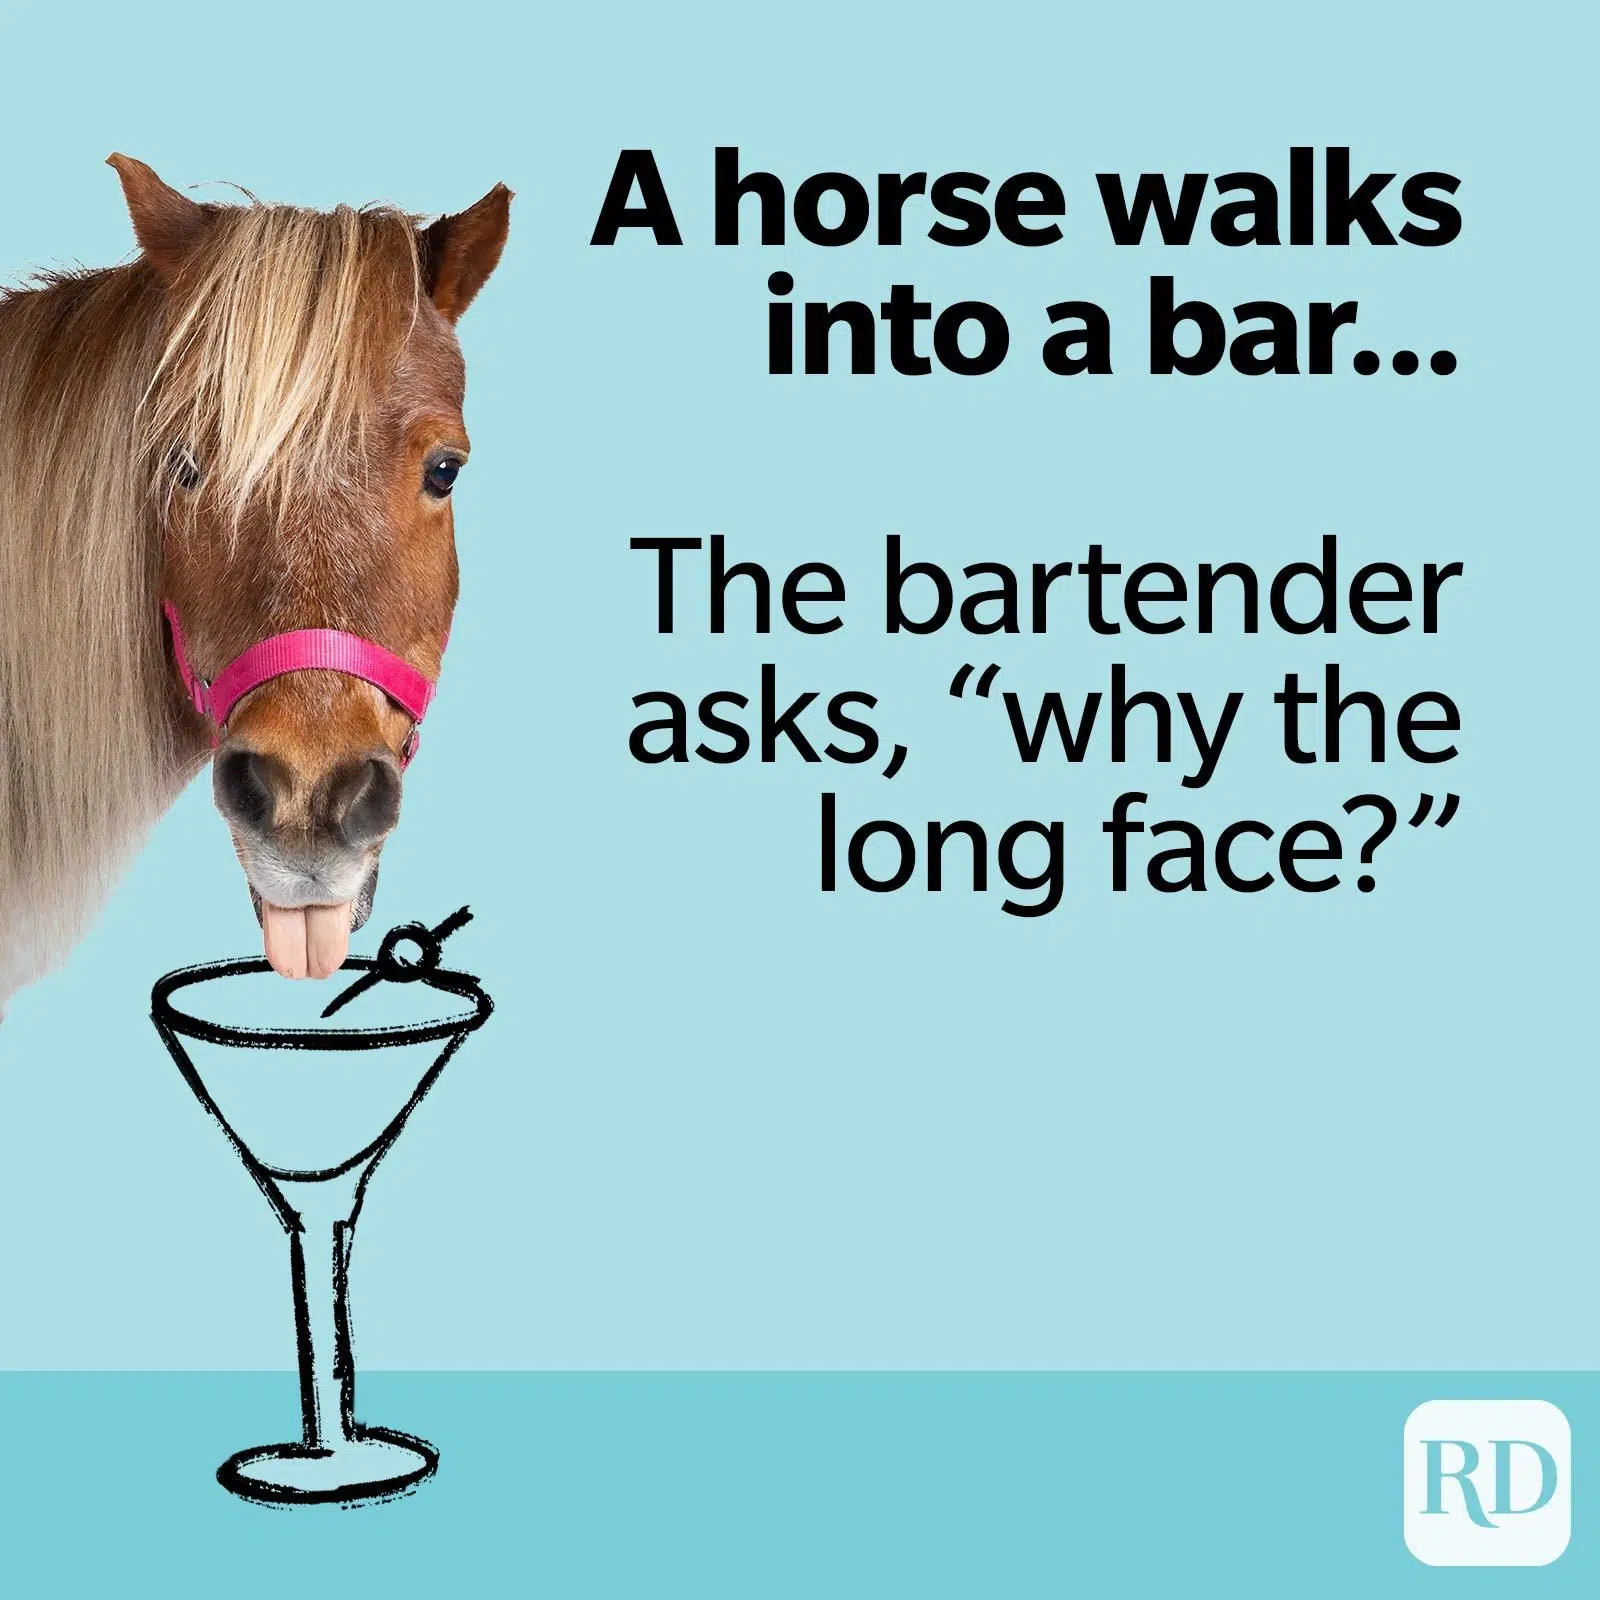 A horse walks
into a bar...
The bartender
asks, “why the
long face?”
RD